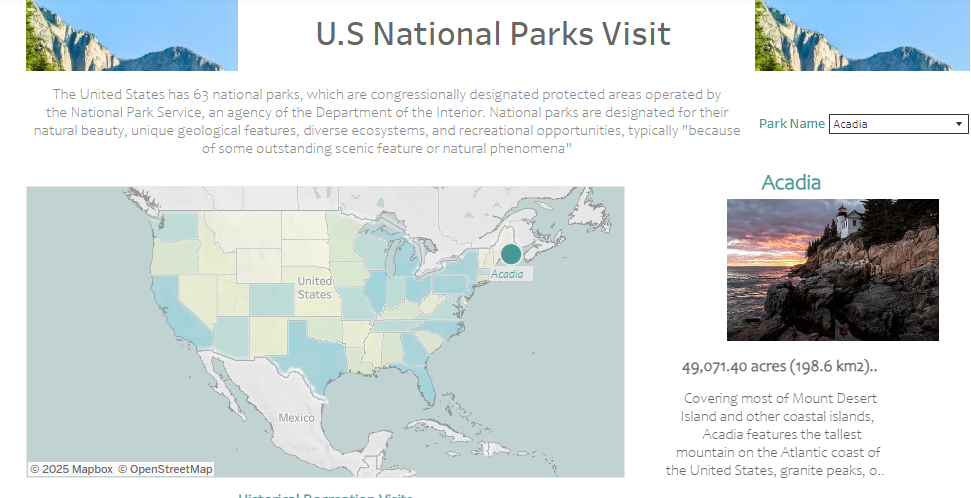 U.S National Parks Visit
The United States has 63 national parks, which are congressionally designated protected areas operated by
the National Park Service, an agency of the Department of the Interior. National parks are designated for their
natural beauty, unique geological features, diverse ecosystems, and recreational opportunities, typically "because
of some outstanding scenic feature or natural phenomena"
Park Name Acadia
Acadia
United
States
Acadia
Mexico
© 2025 Mapbox © OpenStreetMap
49,071.40 acres (198.6 km2)..
Covering most of Mount Desert
Island and other coastal islands,
Acadia features the tallest
mountain on the Atlantic coast of
the United States, granite peaks, o..
Historical Recreation Visits